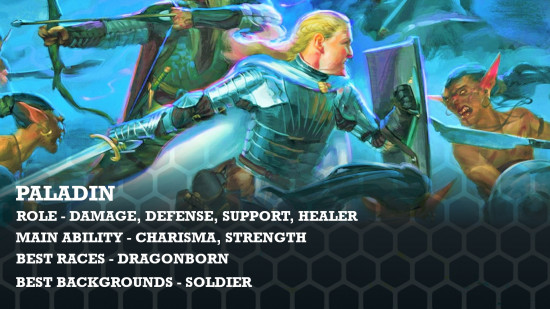 PALADIN
ROLE - DAMAGE, DEFENSE, SUPPORT, HEALER
MAIN ABILITY - CHARISMA, STRENGTH
BEST RACES - DRAGONBORN
BEST BACKGROUNDS - SOLDIER